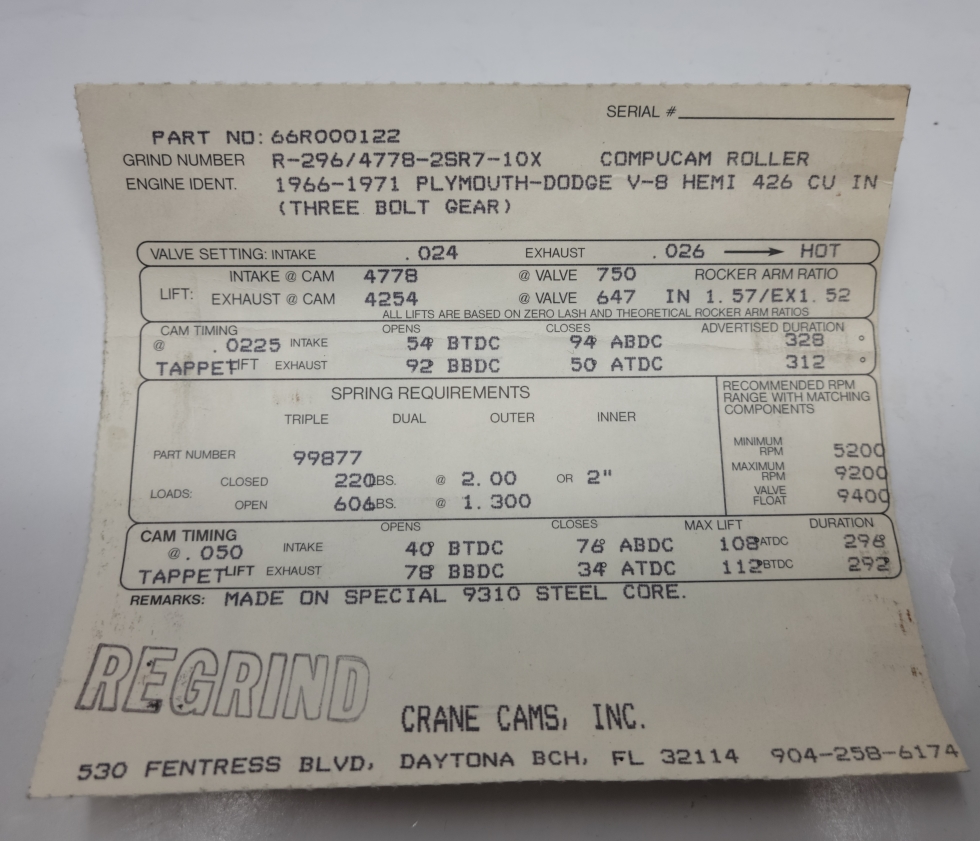 SERIAL #
PART NO: 66R000122
GRIND NUMBER R-296/4778-2SR7-10X COMPUCAM ROLLER
ENGINE IDENT. 1966-1971 PLYMOUTH-DODGE V-8 HEMI 426 CU IN
(THREE BOLT GEAR)
VALVE SETTING: INTAKE .024 EXHAUST .026 → HOT
INTAKE @ CAM 4778 @ VALVE 750 ROCKER ARM RATIO
LIFT: EXHAUST @ CAM 4254 @ VALVE 647 IN 1.57/EX1.52
ALL LIFTS ARE BASED ON ZERO LASH AND THEORETICAL ROCKER ARM RATIOS
CAM TIMING OPENS CLOSES ADVERTISED DURATION
@ .0225 INTAKE 54° BTDC 94° ABDC 328 °
TAPPET LIFT EXHAUST 92° BBDC 50° ATDC 312 °
SPRING REQUIREMENTS
TRIPLE DUAL OUTER INNER
PART NUMBER 99877
LOADS: CLOSED 220 LBS. @ 2.00 OR 2"
OPEN 606 LBS. @ 1.300
RECOMMENDED RPM
RANGE WITH MATCHING
COMPONENTS
MINIMUM RPM 5200
MAXIMUM RPM 9200
VALVE FLOAT 9400
CAM TIMING OPENS CLOSES MAX LIFT DURATION
@ .050 INTAKE 40° BTDC 76° ABDC 108° ATDC 296°
TAPPET LIFT EXHAUST 78° BBDC 34° ATDC 112° BTDC 292°
REMARKS: MADE ON SPECIAL 9310 STEEL CORE.
REGRIND
CRANE CAMS, INC.
530 FENTRESS BLVD, DAYTONA BCH, FL 32114 904-258-6174